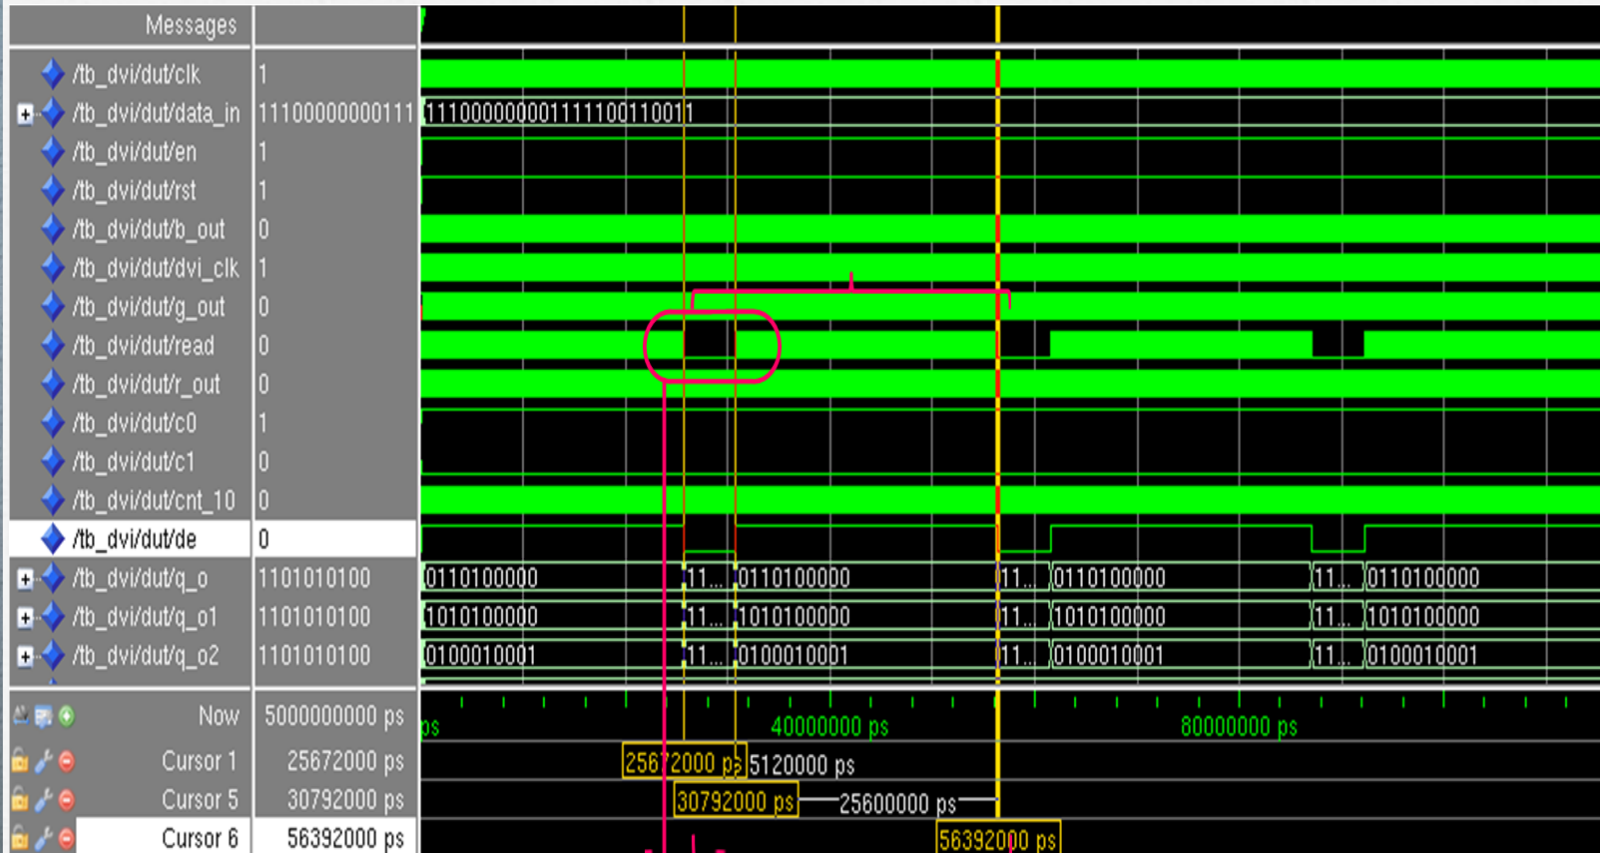 Messages
/tb_dvi/dut/clk 1
/tb_dvi/dut/data_in 11100000000111 11100000000111110011001 1
/tb_dvi/dut/en 1
/tb_dvi/dut/rst 1
/tb_dvi/dut/b_out 0
/tb_dvi/dut/dvi_clk 1
/tb_dvi/dut/g_out 0
/tb_dvi/dut/read 0
/tb_dvi/dut/r_out 0
/tb_dvi/dut/c0 1
/tb_dvi/dut/c1 0
/tb_dvi/dut/cnt_10 0
/tb_dvi/dut/de 0
/tb_dvi/dut/q_o 1101010100 0110100000 11... 0110100000 11... 0110100000 11... 0110100000
/tb_dvi/dut/q_o1 1101010100 1010100000 11... 1010100000 11... 1010100000 11... 1010100000
/tb_dvi/dut/q_o2 1101010100 0100010001 11... 0100010001 11... 0100010001 11... 0100010001
Now 5000000000 ps ps 40000000 ps 80000000 ps
Cursor 1 25672000 ps 25672000 ps 5120000 ps
Cursor 5 30792000 ps 30792000 ps 25600000 ps
Cursor 6 56392000 ps 56392000 ps